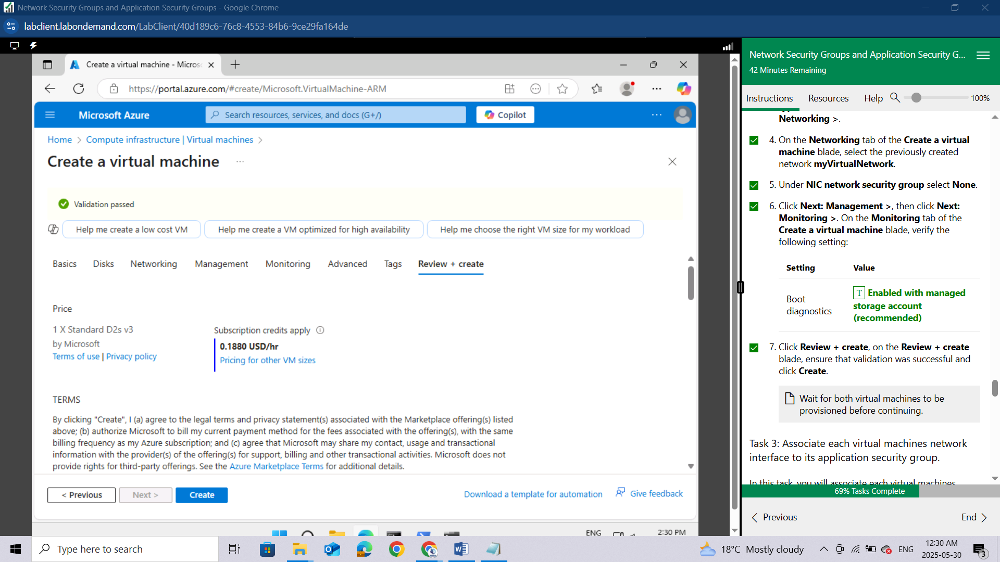 Network Security Groups and Application Security Groups - Google Chrome
labclient.labondemand.com/LabClient/40d189c6-76c8-4553-84b6-9ce29fa164de
Create a virtual machine - Micros
https://portal.azure.com/#create/Microsoft.VirtualMachine-ARM
Microsoft Azure
Search resources, services, and docs (G+/)
Copilot
Home > Compute infrastructure | Virtual machines >
Create a virtual machine
Validation passed
Help me create a low cost VM
Help me create a VM optimized for high availability
Help me choose the right VM size for my workload
Basics Disks Networking Management Monitoring Advanced Tags Review + create
Price
1 X Standard D2s v3
by Microsoft
Terms of use | Privacy policy
Subscription credits apply
0.1880 USD/hr
Pricing for other VM sizes
TERMS
By clicking "Create", I (a) agree to the legal terms and privacy statement(s) associated with the Marketplace offering(s) listed
above; (b) authorize Microsoft to bill my current payment method for the fees associated with the offering(s), with the same
billing frequency as my Azure subscription; and (c) agree that Microsoft may share my contact, usage and transactional
information with the provider(s) of the offering(s) for support, billing and other transactional activities. Microsoft does not
provide rights for third-party offerings. See the Azure Marketplace Terms for additional details.
< Previous
Next >
Create
Download a template for automation
Give feedback
ENG
2:30 PM
Network Security Groups and Application Security G...
42 Minutes Remaining
Instructions Resources Help 100%
Networking >.
4. On the Networking tab of the Create a virtual
machine blade, select the previously created
network myVirtualNetwork.
5. Under NIC network security group select None.
6. Click Next: Management >, then click Next:
Monitoring >. On the Monitoring tab of the
Create a virtual machine blade, verify the
following setting:
Setting Value
Boot
diagnostics
T Enabled with managed
storage account
(recommended)
7. Click Review + create, on the Review + create
blade, ensure that validation was successful and
click Create.
Wait for both virtual machines to be
provisioned before continuing.
Task 3: Associate each virtual machines network
interface to its application security group.
In this task, you will associate each virtual machines
69% Tasks Complete
Previous
End
Type here to search
18°C Mostly cloudy
ENG
12:30 AM
2025-05-30
3